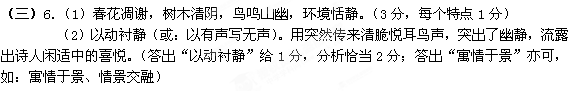 （三）6.（1）春花凋谢，树木清阴，鸟鸣山幽，环境恬静。（3 分，每个特点 1 分）
（2）以动衬静（或：以有声写无声）。用突然传来清脆悦耳鸟声，突出了幽静，流露
出诗人闲适中的喜悦。（答出“以动衬静”给 1 分，分析恰当 2 分；答出“寓情于景”亦可，
如：寓情于景、情景交融）